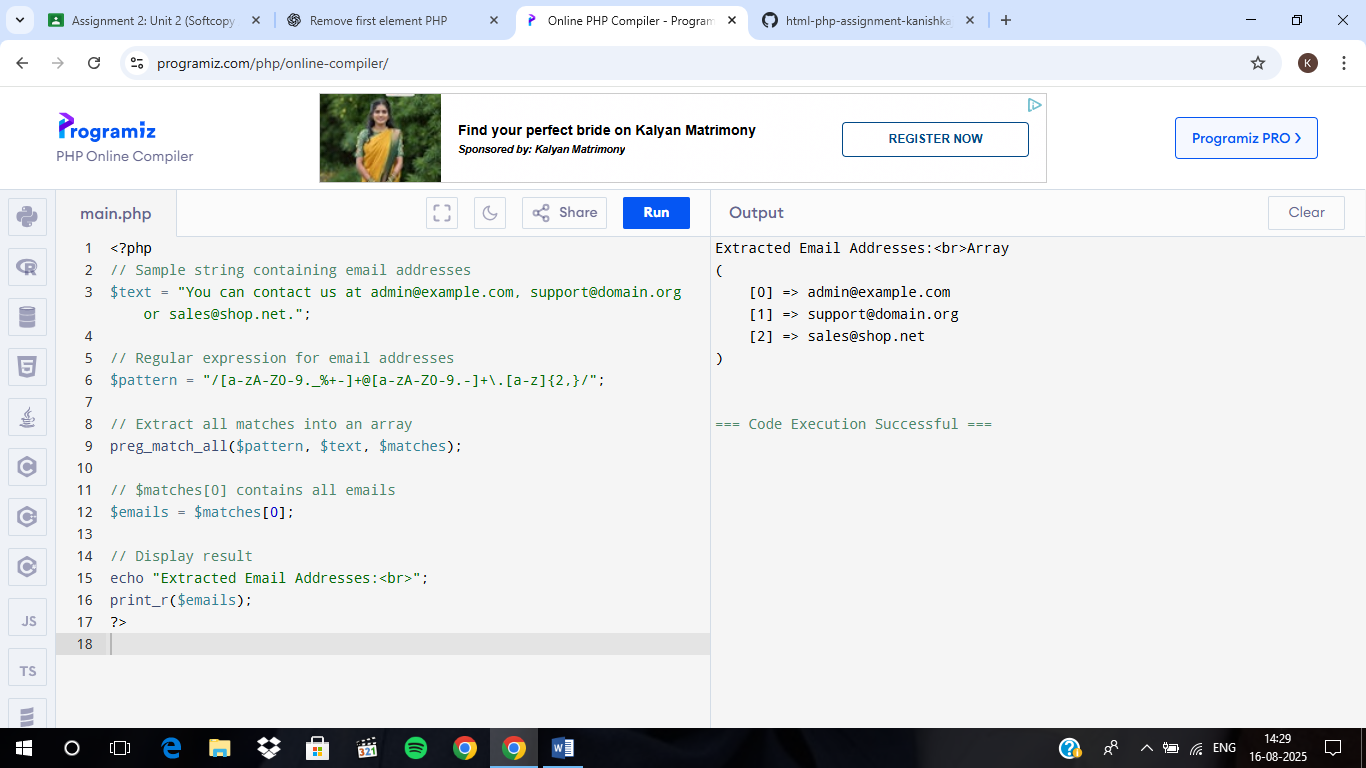 Assignment 2: Unit 2 (Softcopy
Remove first element PHP
Online PHP Compiler - Program
html-php-assignment-kanishka
programiz.com/php/online-compiler/
K
Programiz
PHP Online Compiler
Find your perfect bride on Kalyan Matrimony
Sponsored by: Kalyan Matrimony
REGISTER NOW
Programiz PRO >
main.php
Share
Run
Output
Clear
1 <?php
2 // Sample string containing email addresses
3 $text = "You can contact us at admin@example.com, support@domain.org
or sales@shop.net.";
4
5 // Regular expression for email addresses
6 $pattern = "/[a-zA-Z0-9._%+-]+@[a-zA-Z0-9.-]+\.[a-z]{2,}/";
7
8 // Extract all matches into an array
9 preg_match_all($pattern, $text, $matches);
10
11 // $matches[0] contains all emails
12 $emails = $matches[0];
13
14 // Display result
15 echo "Extracted Email Addresses:<br>";
16 print_r($emails);
17 ?>
18
Extracted Email Addresses:<br>Array
(
[0] => admin@example.com
[1] => support@domain.org
[2] => sales@shop.net
)
=== Code Execution Successful ===
JS
TS
321
ENG
14:29
16-08-2025